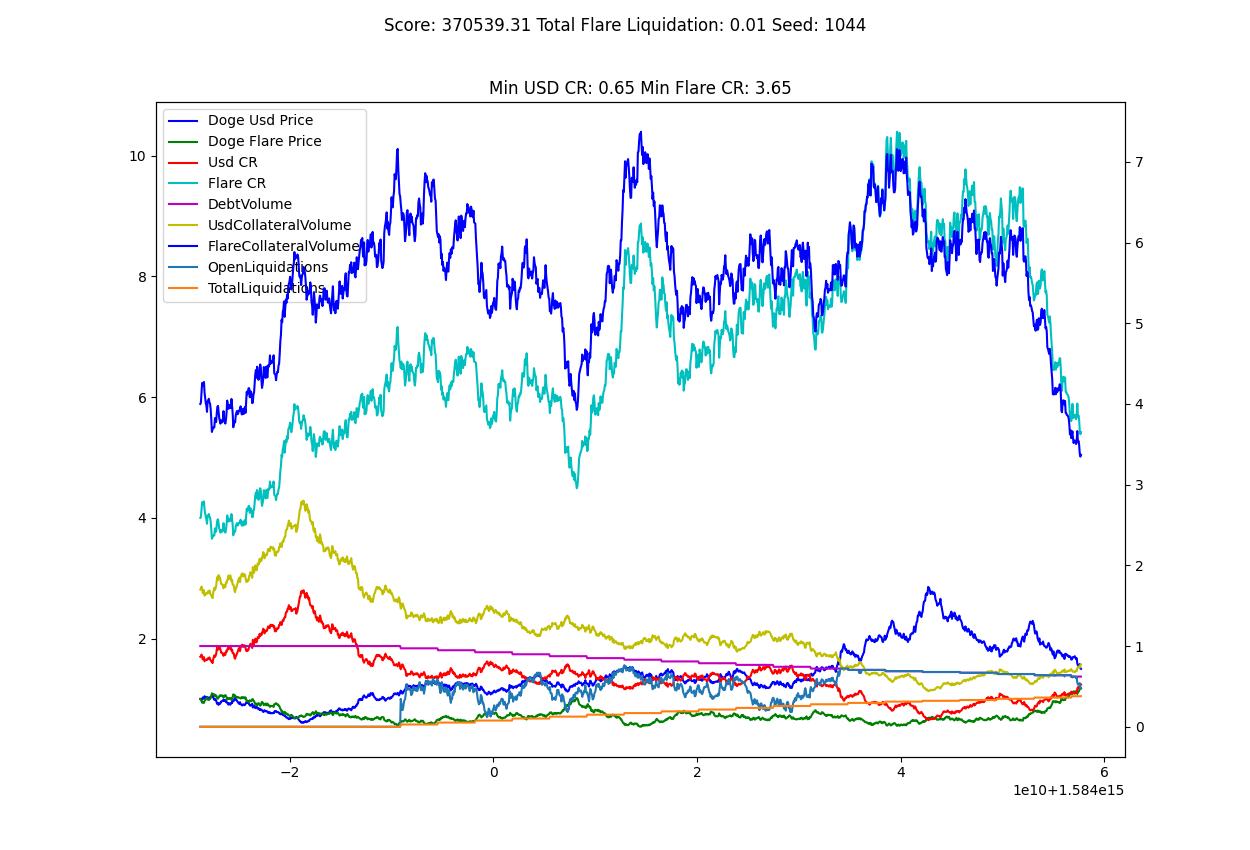 Score: 370539.31 Total Flare Liquidation: 0.01 Seed: 1044
Min USD CR: 0.65 Min Flare CR: 3.65
Doge Usd Price
Doge Flare Price
Usd CR
Flare CR
DebtVolume
UsdCollateralVolume
FlareCollateralVolume
OpenLiquidations
TotalLiquidations
10
8
6
4
2
7
6
5
4
3
2
1
0
−2
0
2
4
6
1e10+1.584e15